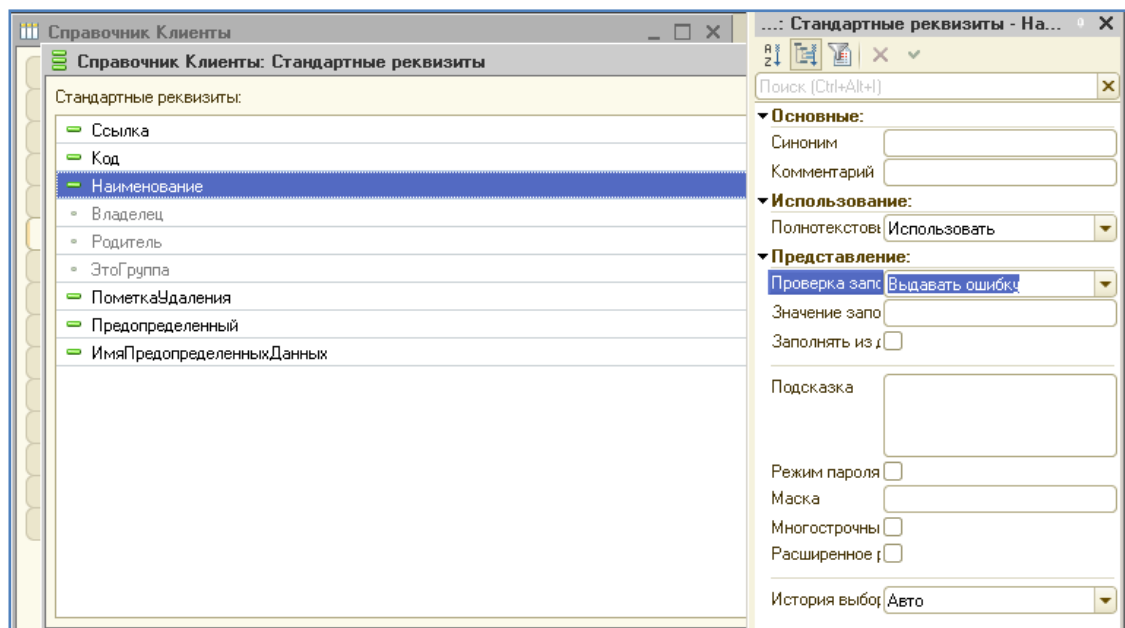 Справочник Клиенты
Справочник Клиенты: Стандартные реквизиты
Стандартные реквизиты:
Ссылка
Код
Наименование
Владелец
Родитель
ЭтоГруппа
ПометкаУдаления
Предопределенный
ИмяПредопределенныхДанных
...: Стандартные реквизиты - На...
Поиск (Ctrl+Alt+I)
Основные:
Синоним
Комментарий
Использование:
Полнотекстовь Использовать
Представление:
Проверка запо Выдавать ошибку
Значение запо
Заполнять из д
Подсказка
Режим пароля
Маска
Многострочны
Расширенное р
История выбор Авто